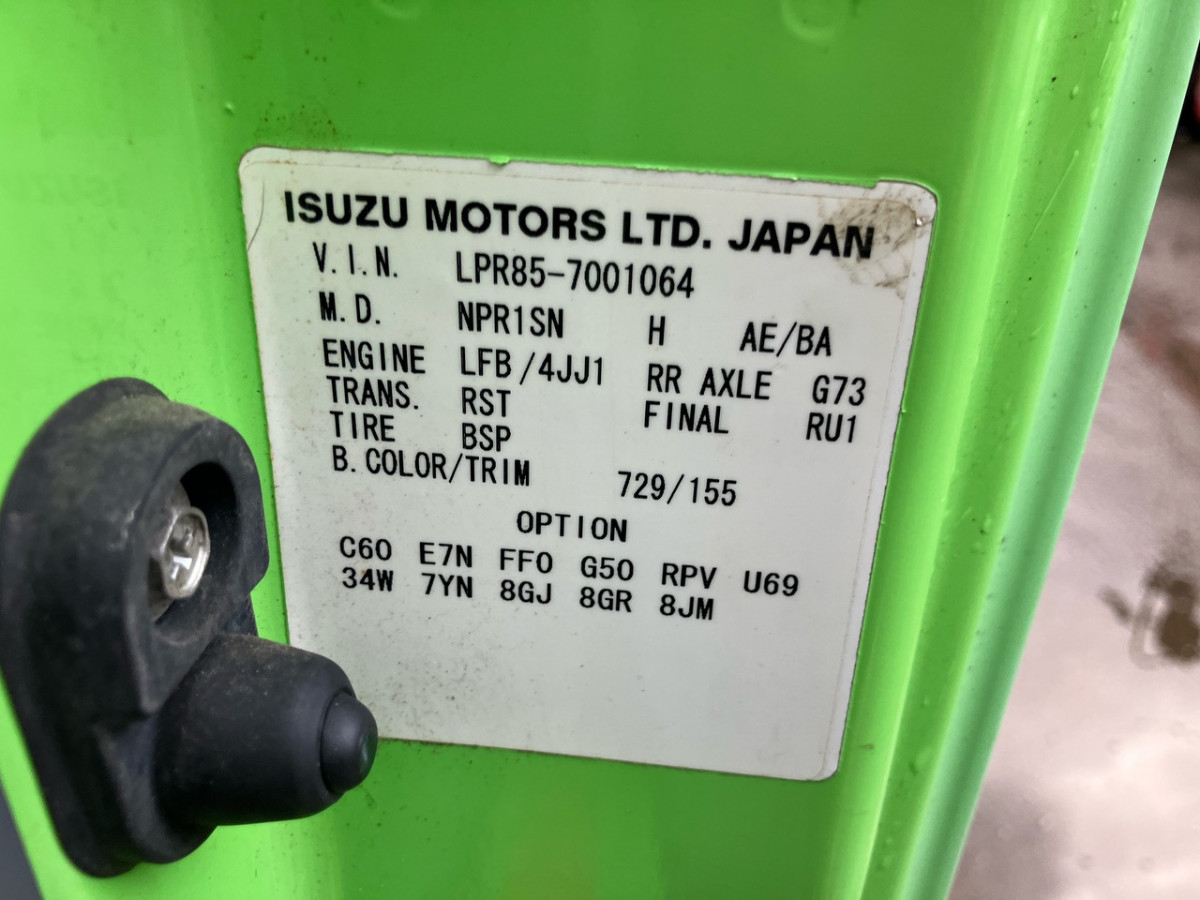 ISUZU MOTORS LTD. JAPAN
V.I.N. LPR85-7001064
M.D. NPR1SN H AE/BA
ENGINE LFB/4JJ1 RR AXLE G73
TRANS. RST FINAL RU1
TIRE BSP
B.COLOR/TRIM 729/155
OPTION
C60 E7N FF0 G50 RPV U69
34W 7YN 8GJ 8GR 8JM